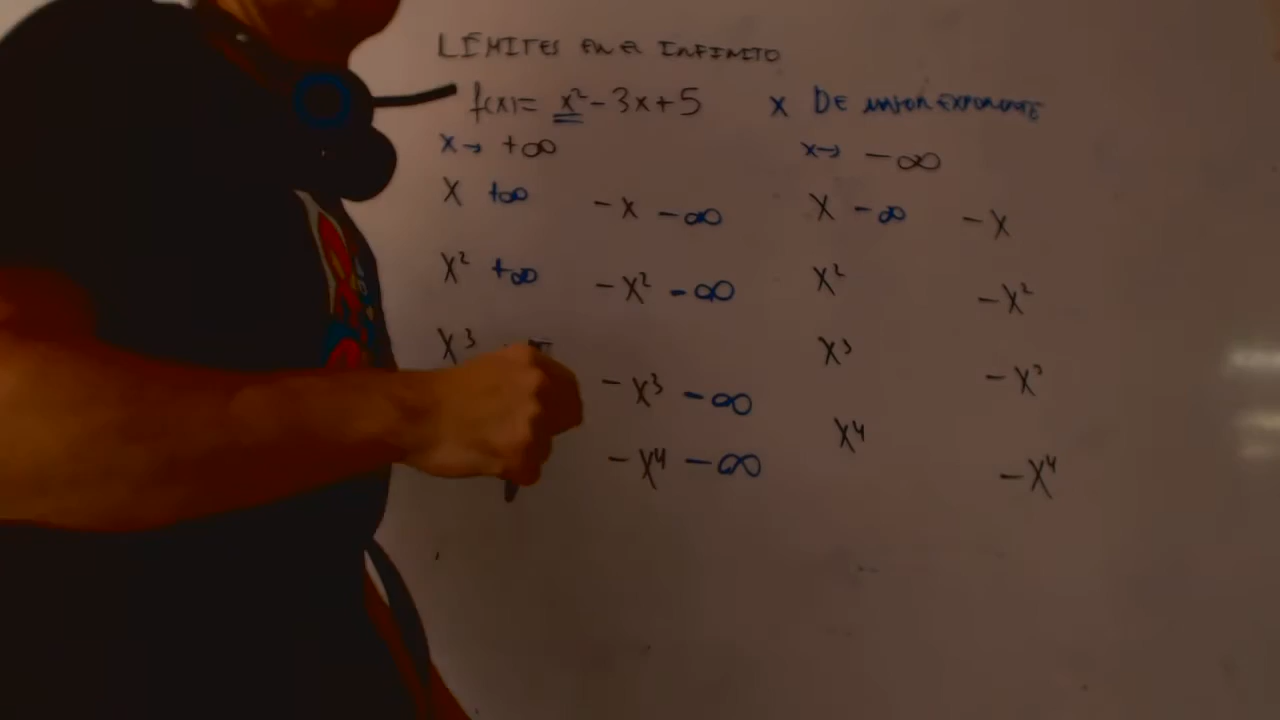 LÍMITES EN EL INFINITO
f(x)= x²-3x+5 x DE mayor EXPONENTE
x→ +∞ x→ -∞
x +∞ -x -∞ x -∞ -x
x² +∞ -x² -∞ x² -x²
x³ -x³ -∞ x³ -x³
-x⁴ -∞ x⁴ -x⁴